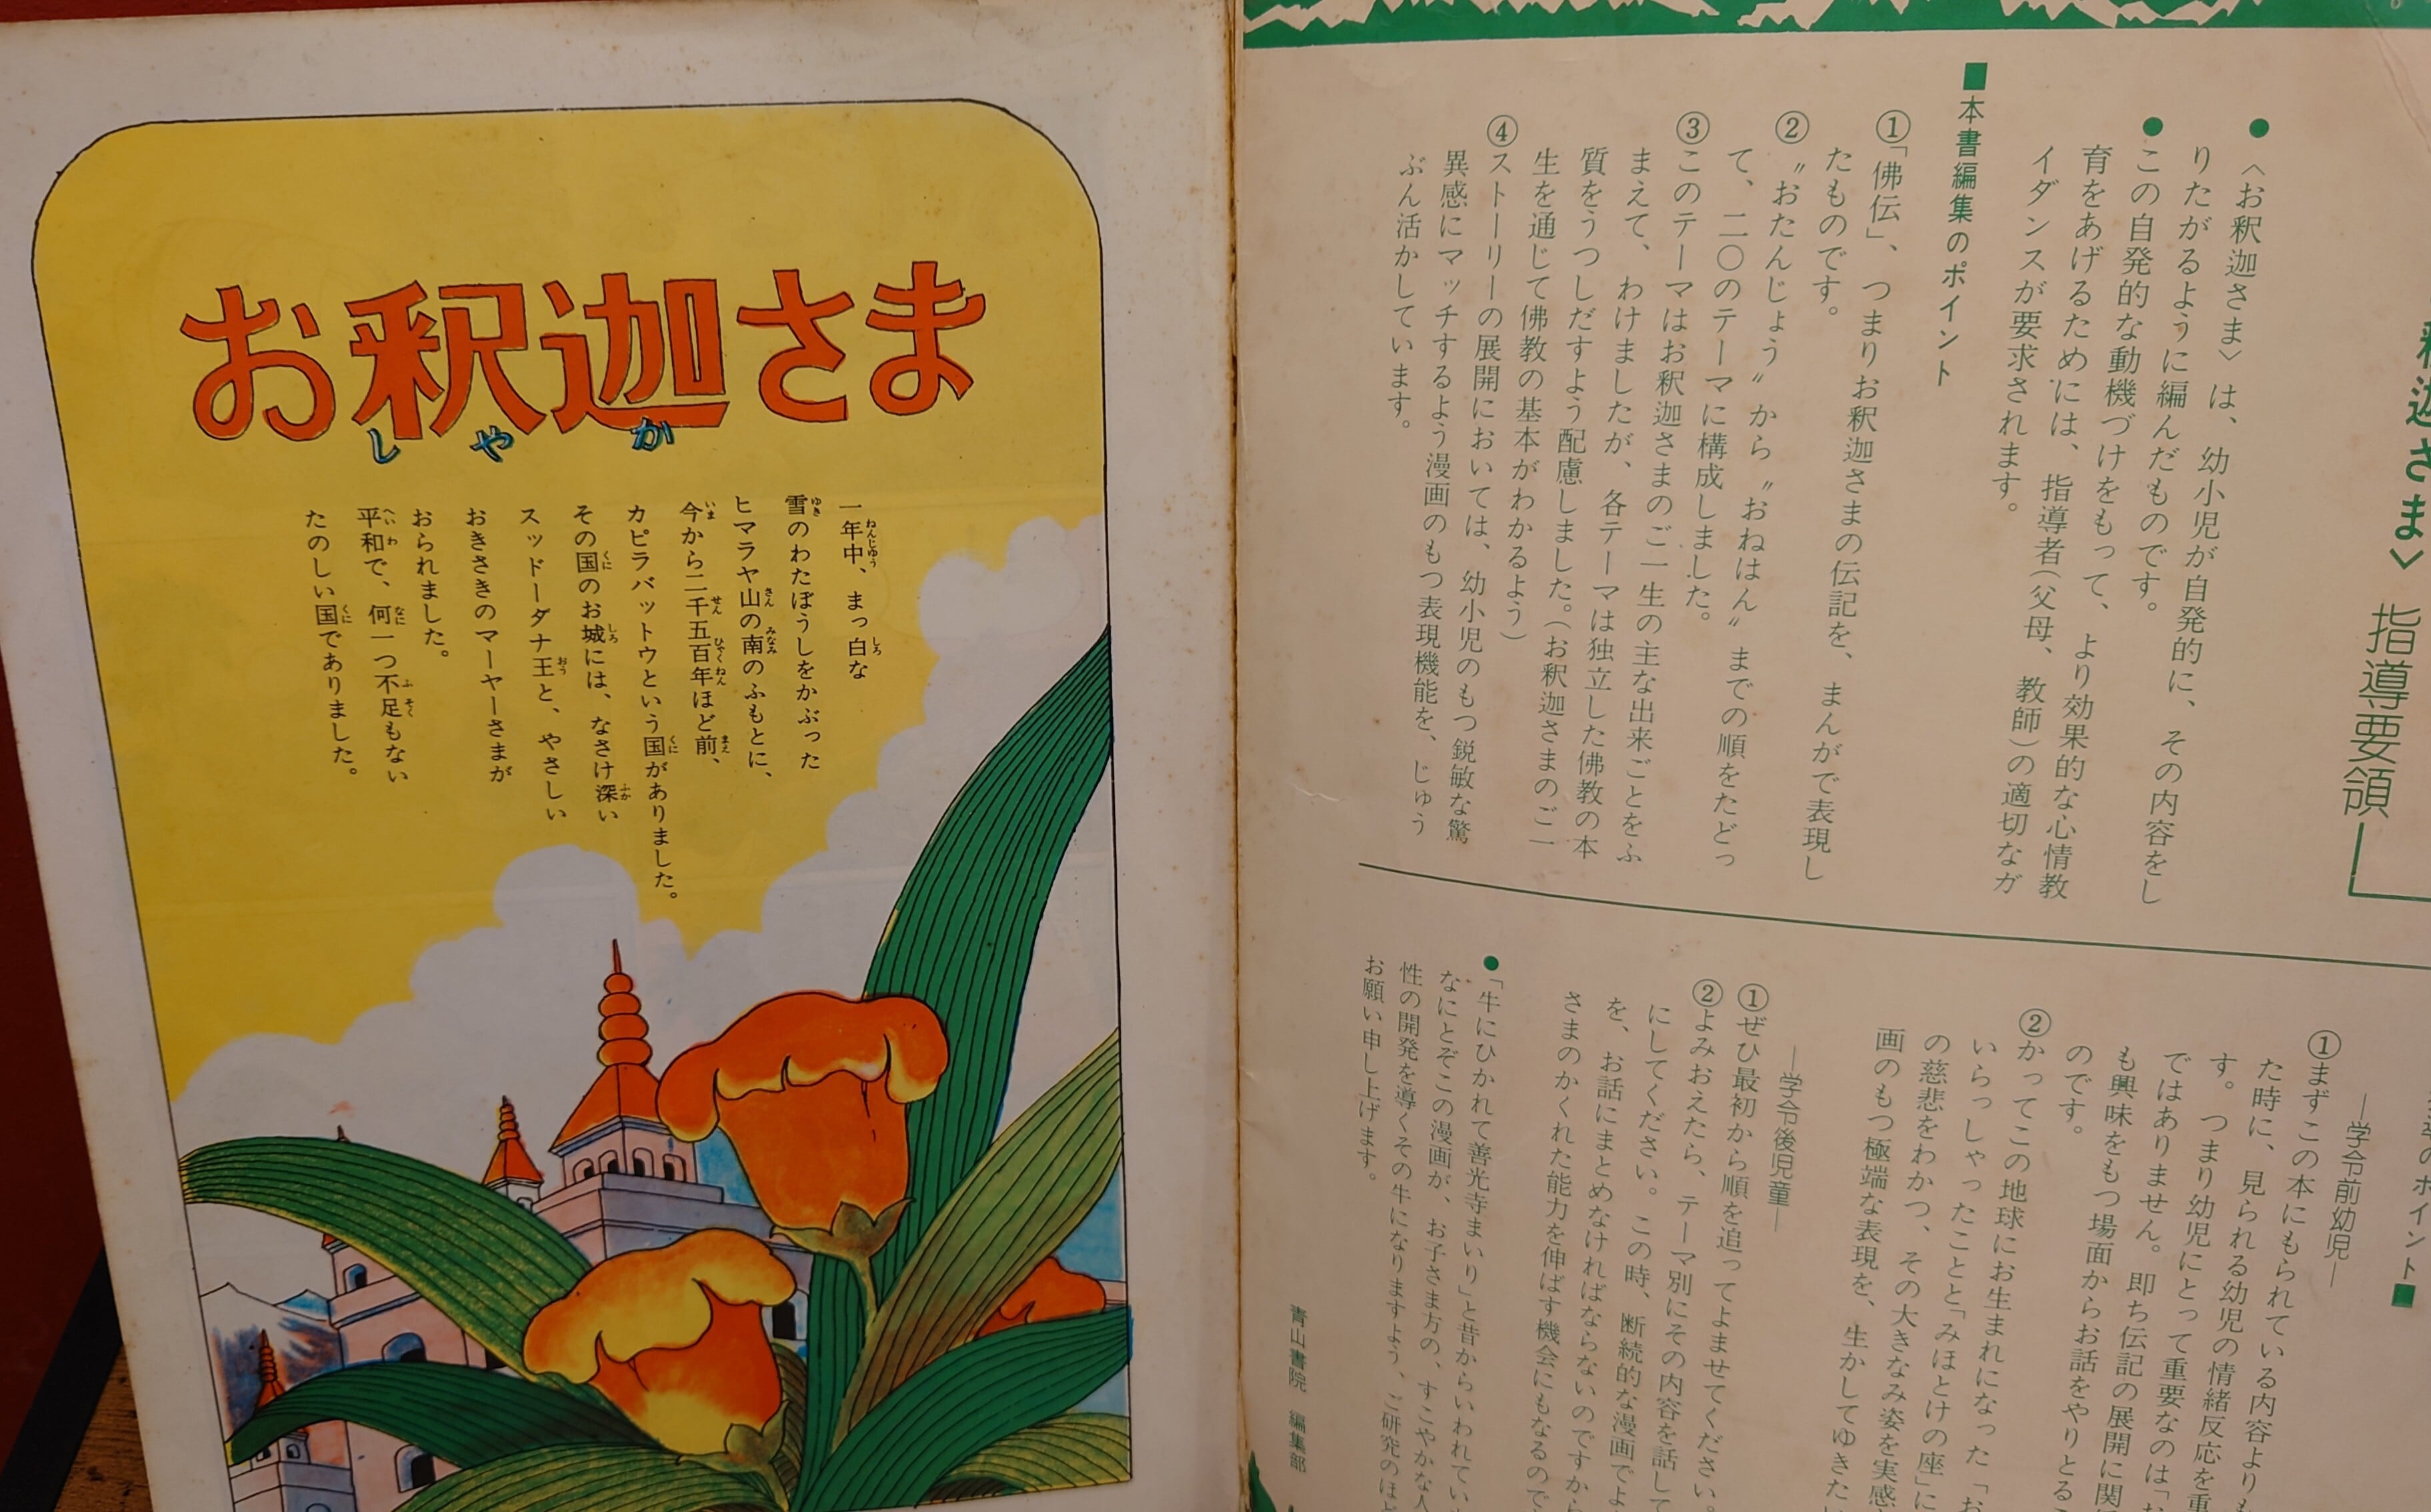 釈迦さま〉指導要領
●〈お釈迦さま〉は、幼小児が自発的に、その内容をし
りたがるように編んだものです。
●この自発的な動機づけをもって、より効果的な心情教
育をあげるためには、指導者(父母、教師)の適切なガ
イダンスが要求されます。
■本書編集のポイント
①「佛伝」、つまりお釈迦さまの伝記を、まんがで表現し
たものです。
②〝おたんじょう〟から〝おねはん〟までの順をたどっ
て、二〇のテーマに構成しました。
③このテーマはお釈迦さまのご一生の主な出来ごとをふ
まえて、わけましたが、各テーマは独立した佛教の本
質をうつしだすよう配慮しました。(お釈迦さまのご一
生を通じて佛教の基本がわかるよう)
④ストーリーの展開においては、幼小児のもつ鋭敏な驚
異感にマッチするよう漫画のもつ表現機能を、じゅう
ぶん活かしています。
のポイント■
―学令前幼児―
①まずこの本にもられている内容より
た時に、見られる幼児の情緒反応を重
す。つまり幼児にとって重要なのは「お
ではありません。即ち伝記の展開に関
も興味をもつ場面からお話をやりとる
のです。
②かってこの地球にお生まれになった「お
いらっしゃったことと「みほとけの座」に
の慈悲をわかつ、その大きなみ姿を実感
画のもつ極端な表現を、生かしてゆきた
―学令後児童―
①ぜひ最初から順を追ってよませてください。
②よみおえたら、テーマ別にその内容を話して
にしてください。この時、断続的な漫画でよ
を、お話にまとめなければならないのですから
さまのかくれた能力を伸ばす機会にもなるので
●「牛にひかれて善光寺まいり」と昔からいわれてい
なにとぞこの漫画が、お子さま方の、すこやかな人
性の開発を導くその牛になりますよう、ご研究のほど
お願い申し上げます。
青山書院 編集部
お釈迦さま
しやか
一年中、まっ白な
雪のわたぼうしをかぶった
ヒマラヤ山の南のふもとに、
今から二千五百年ほど前、
カピラバットウという国がありました。
その国のお城には、なさけ深い
スッドーダナ王と、やさしい
おきさきのマーヤーさまが
おられました。
平和で、何一つ不足もない
たのしい国でありました。